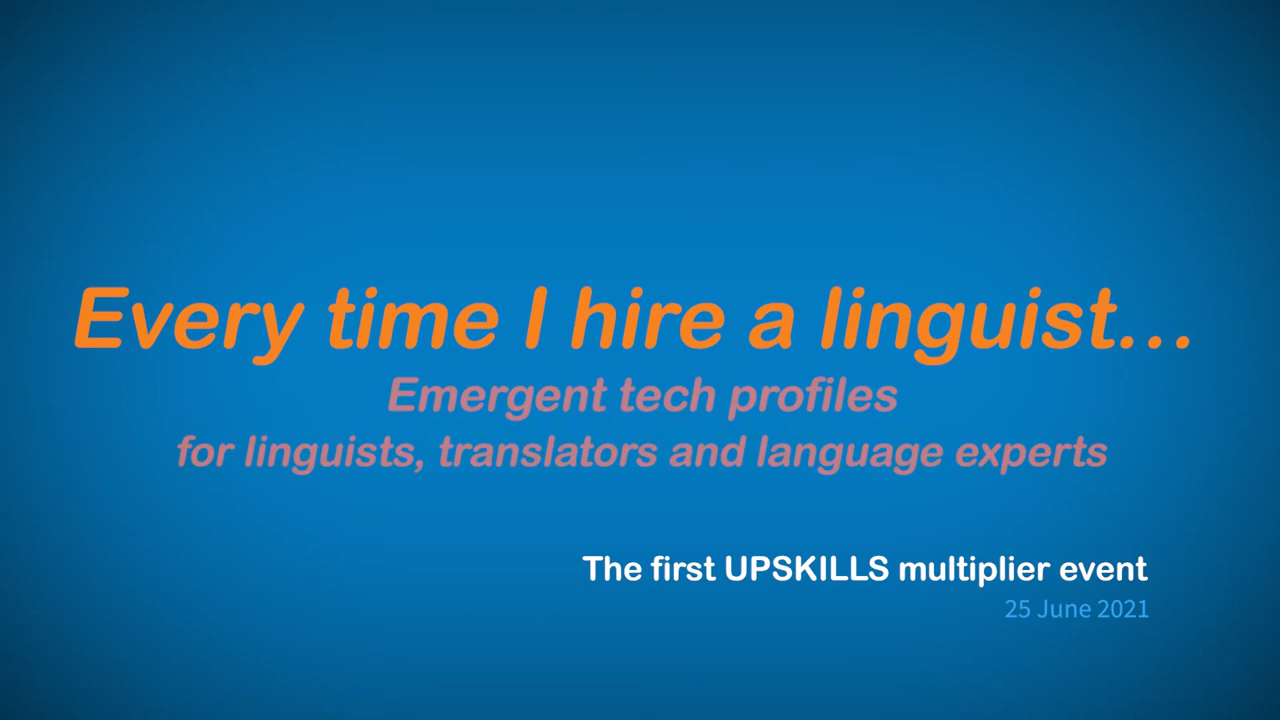 Every time I hire a linguist...
Emergent tech profiles
for linguists, translators and language experts
The first UPSKILLS multiplier event
25 June 2021